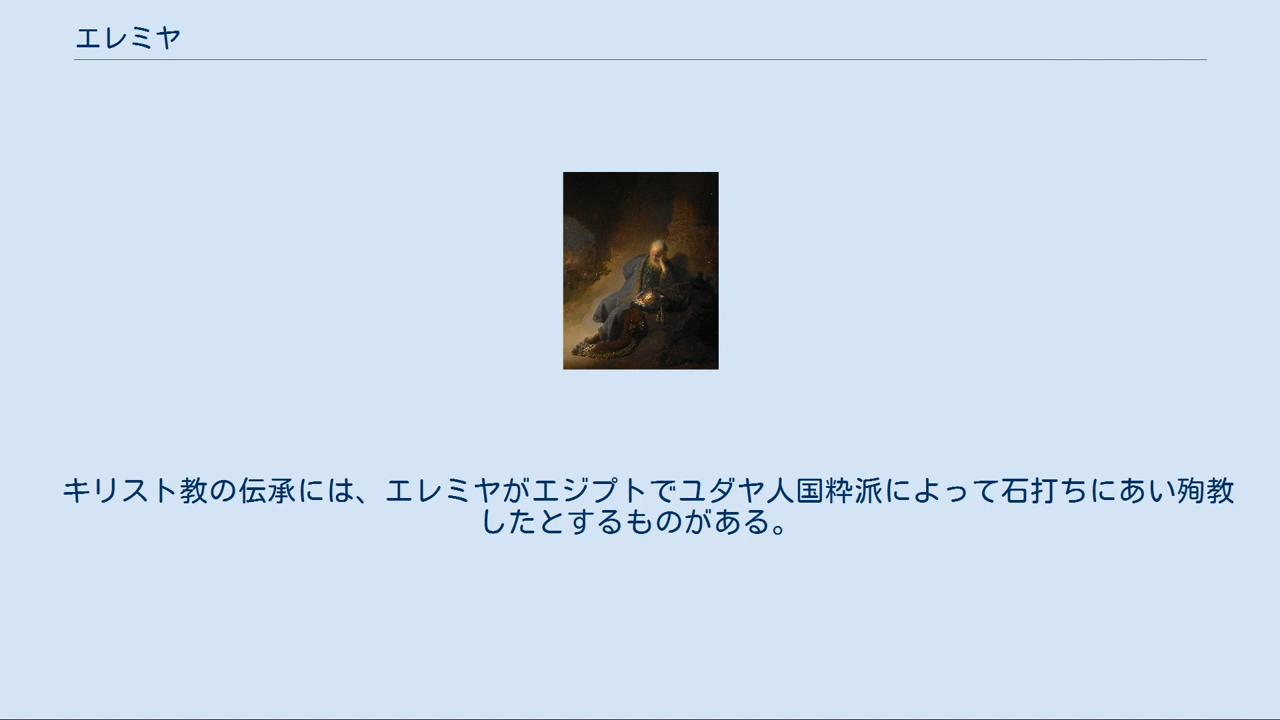 エレミヤ
キリスト教の伝承には、エレミヤがエジプトでユダヤ人国粋派によって石打ちにあい殉教
したとするものがある。